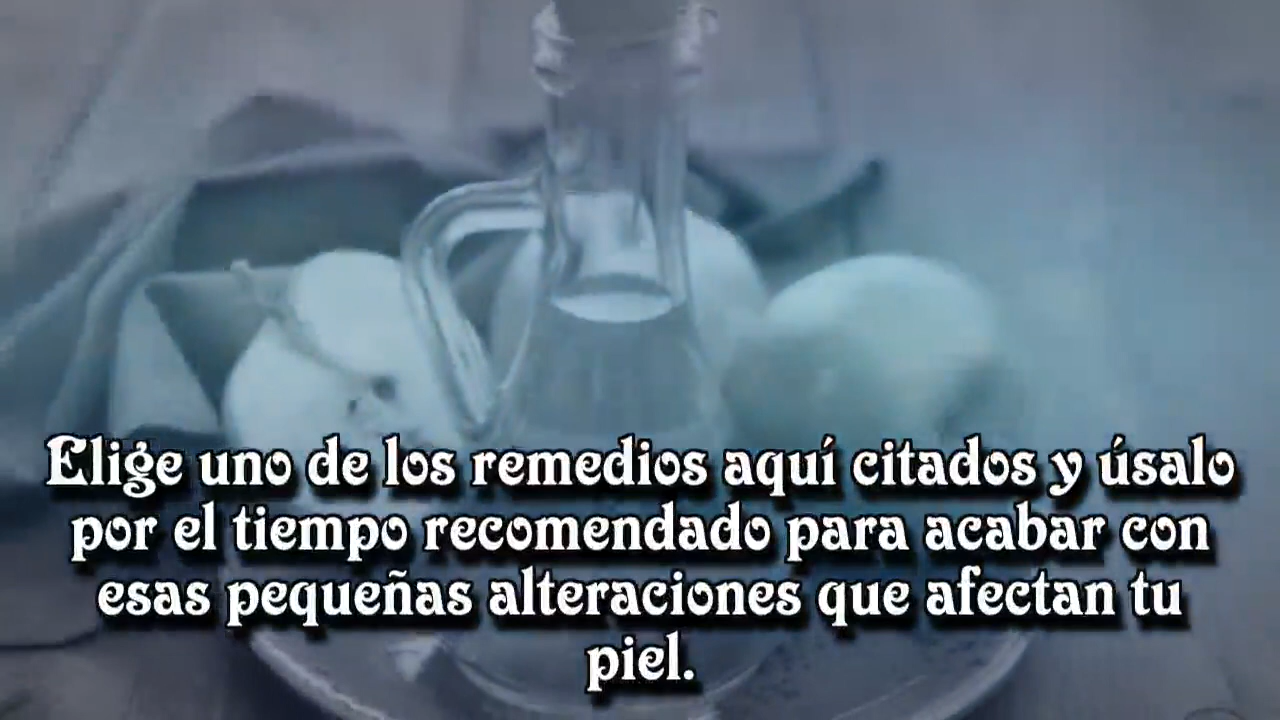 Elige uno de los remedios aquí citados y úsalo
por el tiempo recomendado para acabar con
esas pequeñas alteraciones que afectan tu
piel.